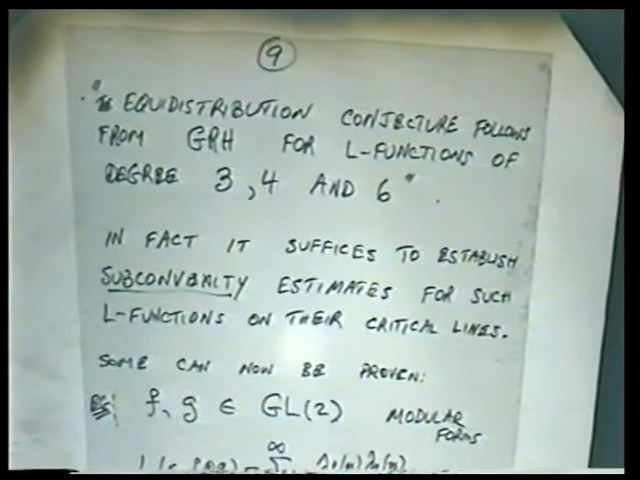 9
" EQUIDISTRIBUTION CONJECTURE FOLLOWS
FROM GRH FOR L-FUNCTIONS OF
DEGREE 3, 4 AND 6".
IN FACT IT SUFFICES TO ESTABLISH
SUBCONVEXITY ESTIMATES FOR SUCH
L-FUNCTIONS ON THEIR CRITICAL LINES.
SOME CAN NOW BE PROVEN:
f, g ∈ GL(2) MODULAR
FORMS